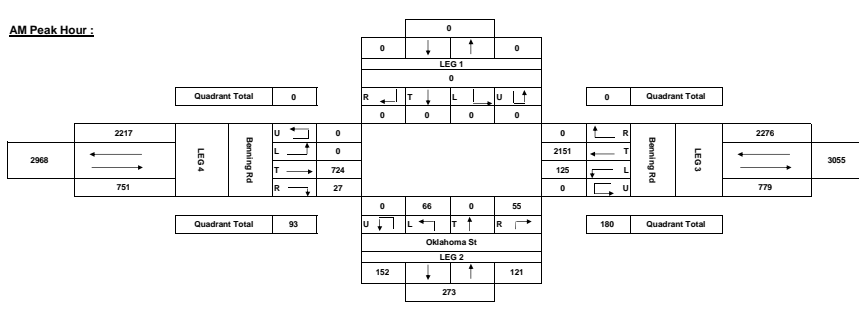 AM Peak Hour :
0
0 0
LEG 1
0
Quadrant Total 0
R T L U
0 Quadrant Total
0 0 0 0
2217 U 0
0 R 2276
2968 LEG 4 Benning Rd L 0
2151 T Benning Rd LEG 3 3055
T 724
125 L
751 R 27
0 U 779
0 66 0 55
Quadrant Total 93
U L T R
180 Quadrant Total
Oklahoma St
LEG 2
152 121
273